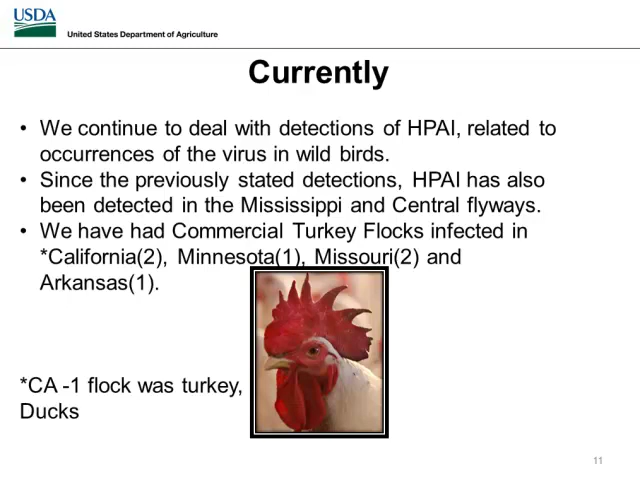 USDA
United States Department of Agriculture
Currently
• We continue to deal with detections of HPAI, related to
occurrences of the virus in wild birds.
• Since the previously stated detections, HPAI has also
been detected in the Mississippi and Central flyways.
• We have had Commercial Turkey Flocks infected in
*California(2), Minnesota(1), Missouri(2) and
Arkansas(1).
*CA -1 flock was turkey,
Ducks
11